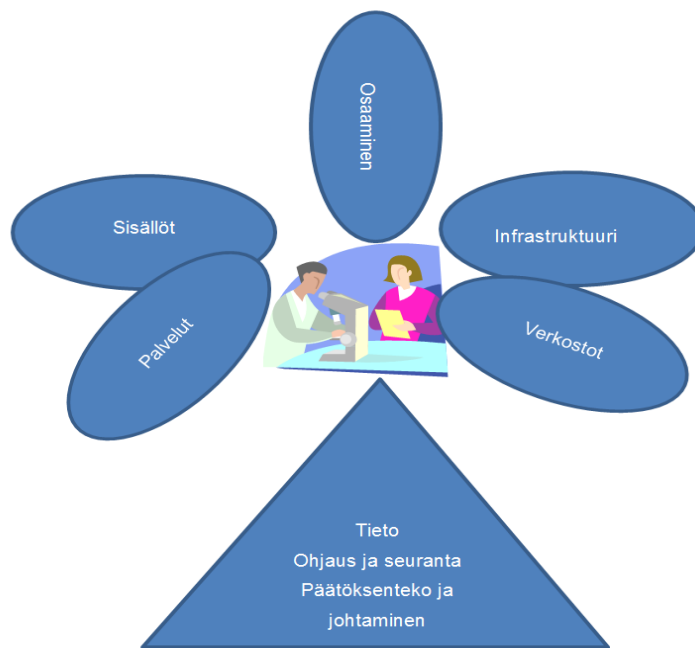 Osaaminen
Sisällöt
Infrastruktuuri
Palvelut
Verkostot
Tieto
Ohjaus ja seuranta
Päätöksenteko ja
johtaminen